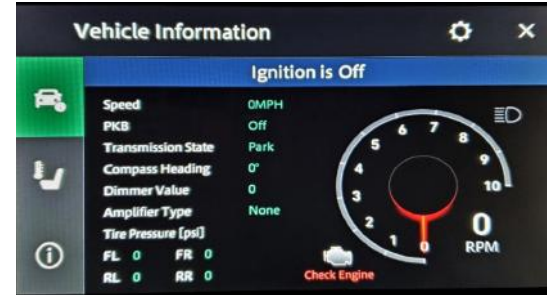 Vehicle Information
Ignition is Off
Speed 0MPH
PKB Off
Transmission State Park
Compass Heading 0°
Dimmer Value 0
Amplifier Type None
Tire Pressure [psi]
FL 0 FR 0
RL 0 RR 0
0 1 2 3 4 5 6 7 8 9 10
0
RPM
Check Engine